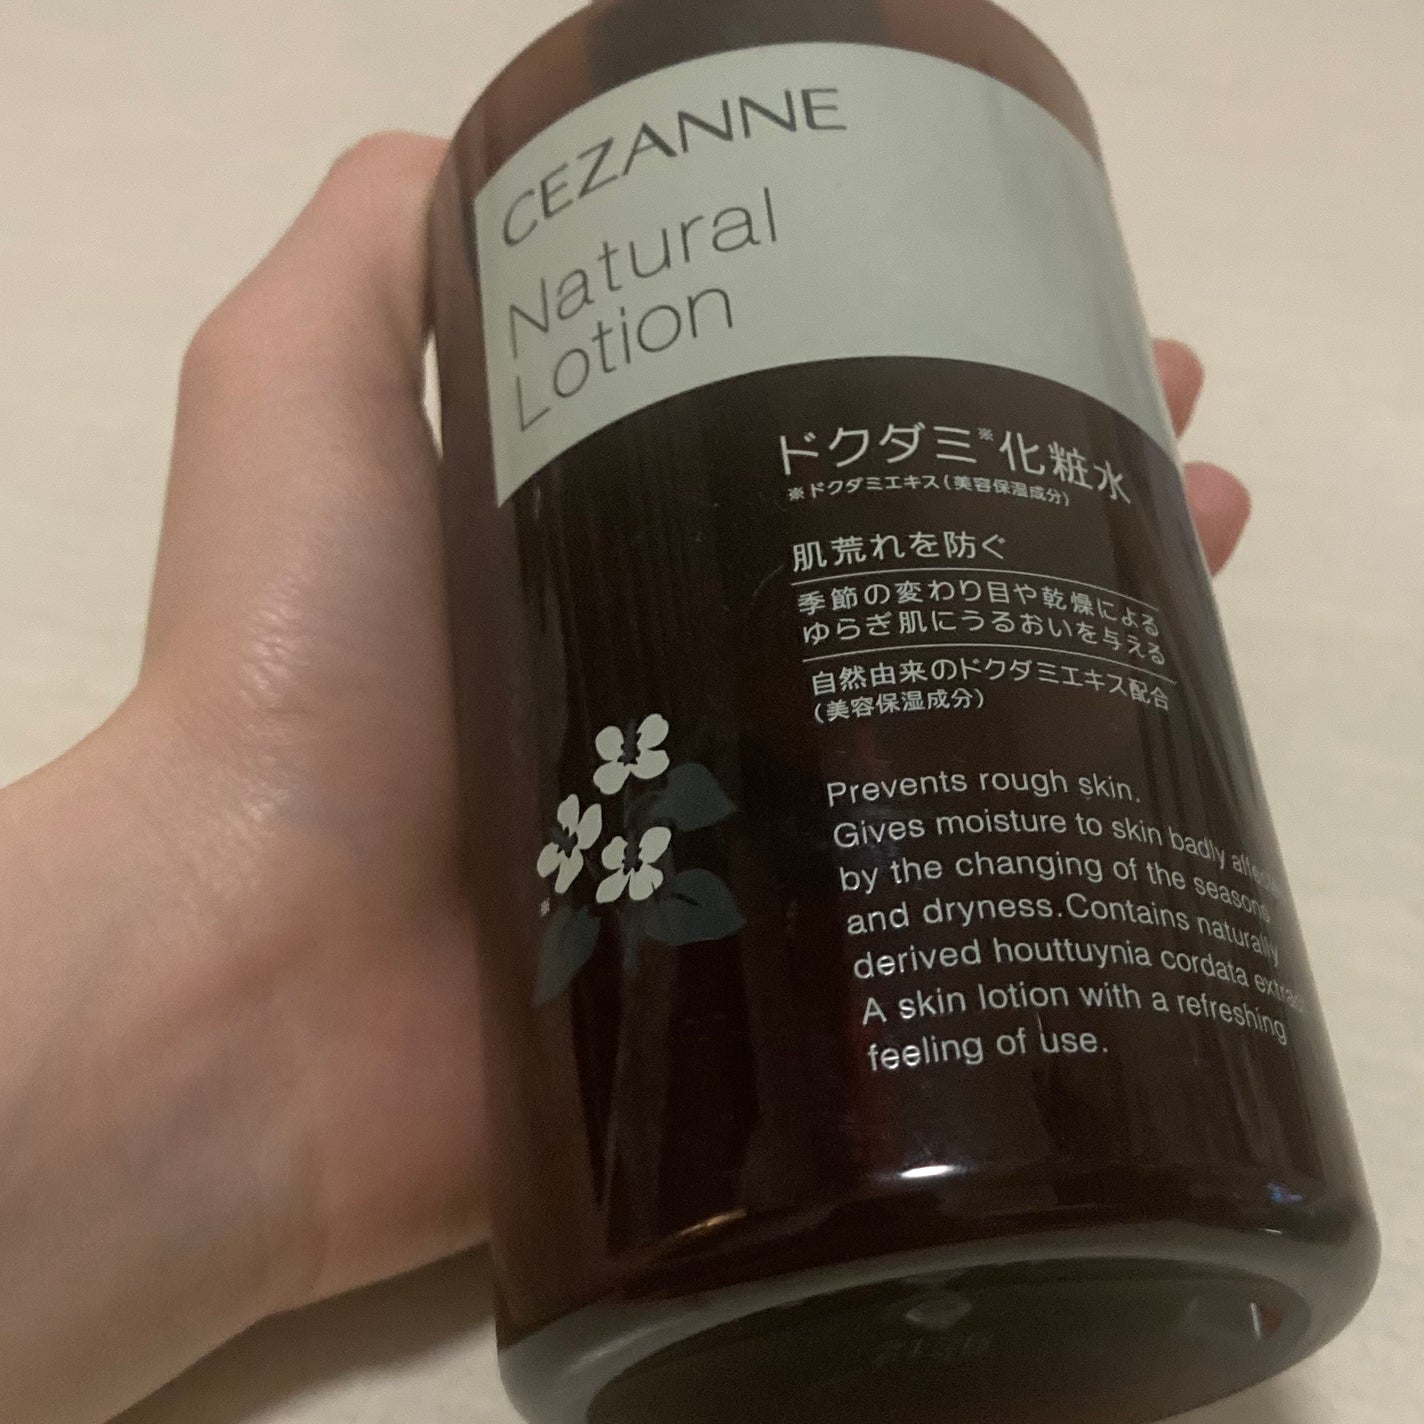 CEZANNE
Natural
Lotion
ドクダミ※化粧水
※ドクダミエキス(美容保湿成分)
肌荒れを防ぐ
季節の変わり目や乾燥による
ゆらぎ肌にうるおいを与える
自然由来のドクダミエキス配合
(美容保湿成分)
※
Prevents rough skin.
Gives moisture to skin badly
by the changing of the seasons
and dryness.Contains naturally
derived houttuynia cordata
A skin lotion with a refreshing
feeling of use.